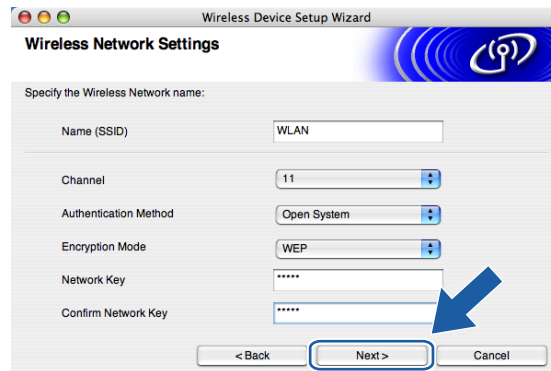 Wireless Device Setup Wizard
Wireless Network Settings
Specify the Wireless Network name:
Name (SSID) WLAN
Channel 11
Authentication Method Open System
Encryption Mode WEP
Network Key *****
Confirm Network Key *****
< Back Next > Cancel